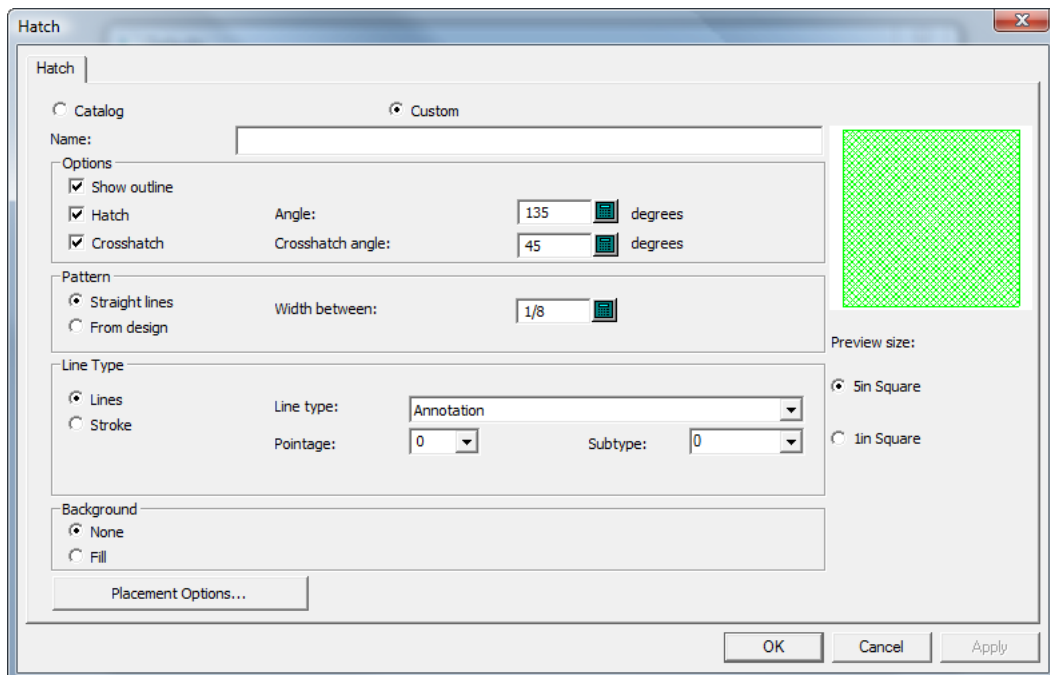 Hatch
X
Hatch
Catalog
Custom
Name:
Options
Show outline
Hatch
Angle:
135
degrees
Crosshatch
Crosshatch angle:
45
degrees
Pattern
Straight lines
Width between:
1/8
From design
Preview size:
Line Type
5in Square
Lines
Line type:
Annotation
Stroke
Pointage:
0
Subtype:
0
1in Square
Background
None
Fill
Placement Options...
OK
Cancel
Apply